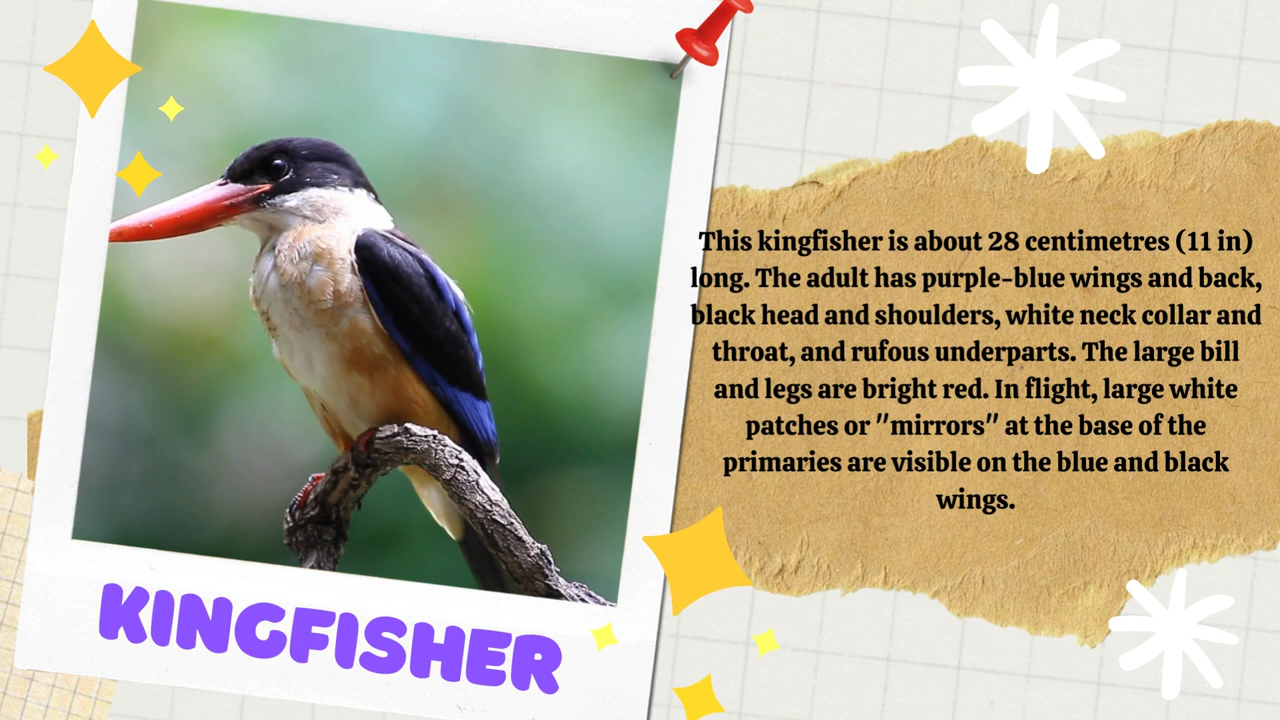 KINGFISHER
This kingfisher is about 28 centimetres (11 in)
long. The adult has purple-blue wings and back,
black head and shoulders, white neck collar and
throat, and rufous underparts. The large bill
and legs are bright red. In flight, large white
patches or "mirrors" at the base of the
primaries are visible on the blue and black
wings.